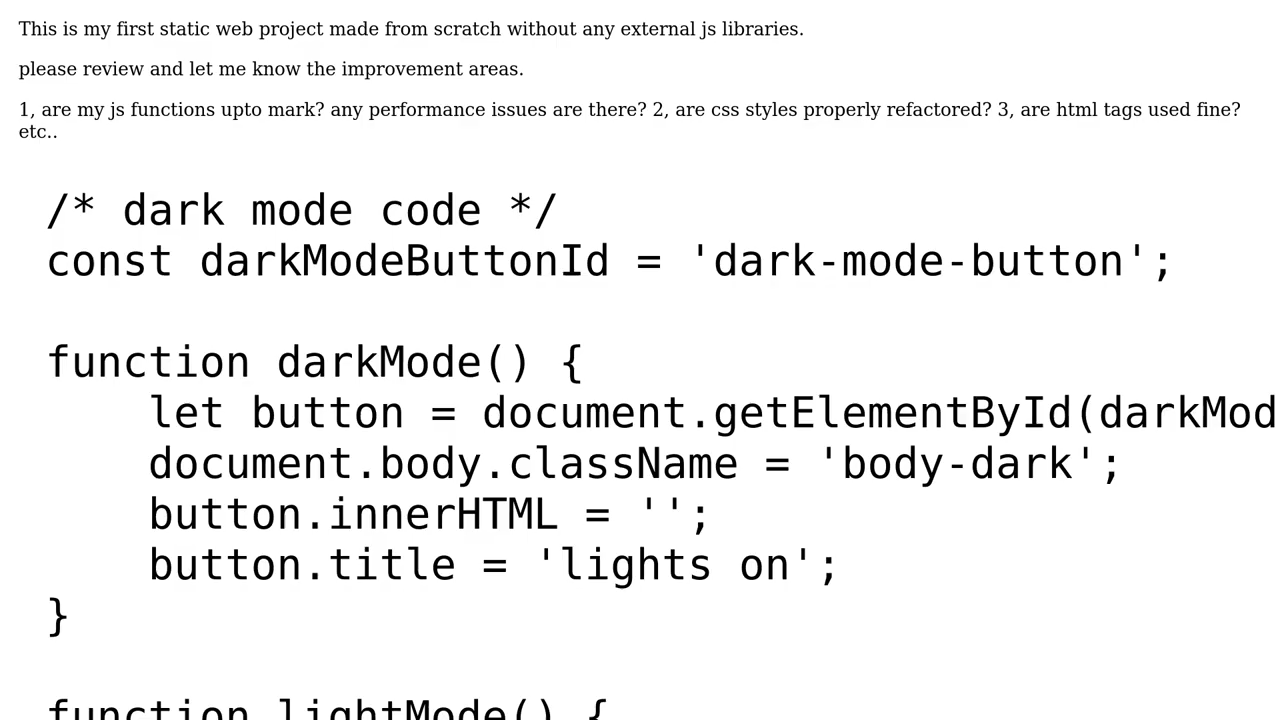 This is my first static web project made from scratch without any external js libraries.
please review and let me know the improvement areas.
1, are my js functions upto mark? any performance issues are there? 2, are css styles properly refactored? 3, are html tags used fine?
etc..
/* dark mode code */
const darkModeButtonId = 'dark-mode-button';
function darkMode() {
    let button = document.getElementById(darkMod
    document.body.className = 'body-dark';
    button.innerHTML = '';
    button.title = 'lights on';
}
function lightMode() {